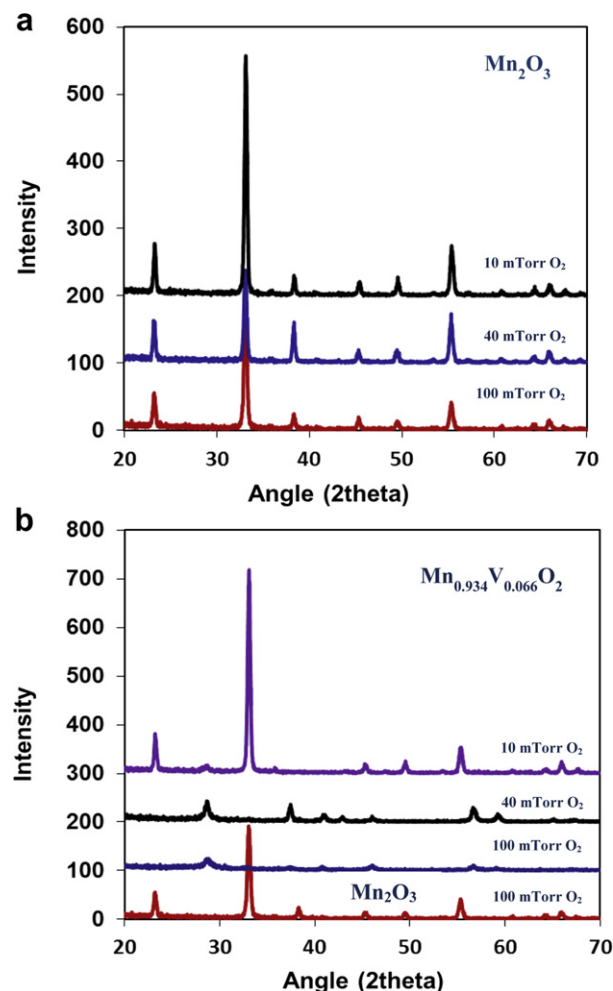 a
600
Mn₂O₃
500
400
Intensity
300
10 mTorr O₂
200
40 mTorr O₂
100
100 mTorr O₂
0
20 30 40 50 60 70
Angle (2theta)
b
800
Mn₀.₉₃₄V₀.₀₆₆O₂
700
600
500
Intensity
400
10 mTorr O₂
300
40 mTorr O₂
200
100 mTorr O₂
100
Mn₂O₃
100 mTorr O₂
0
20 30 40 50 60 70
Angle (2theta)